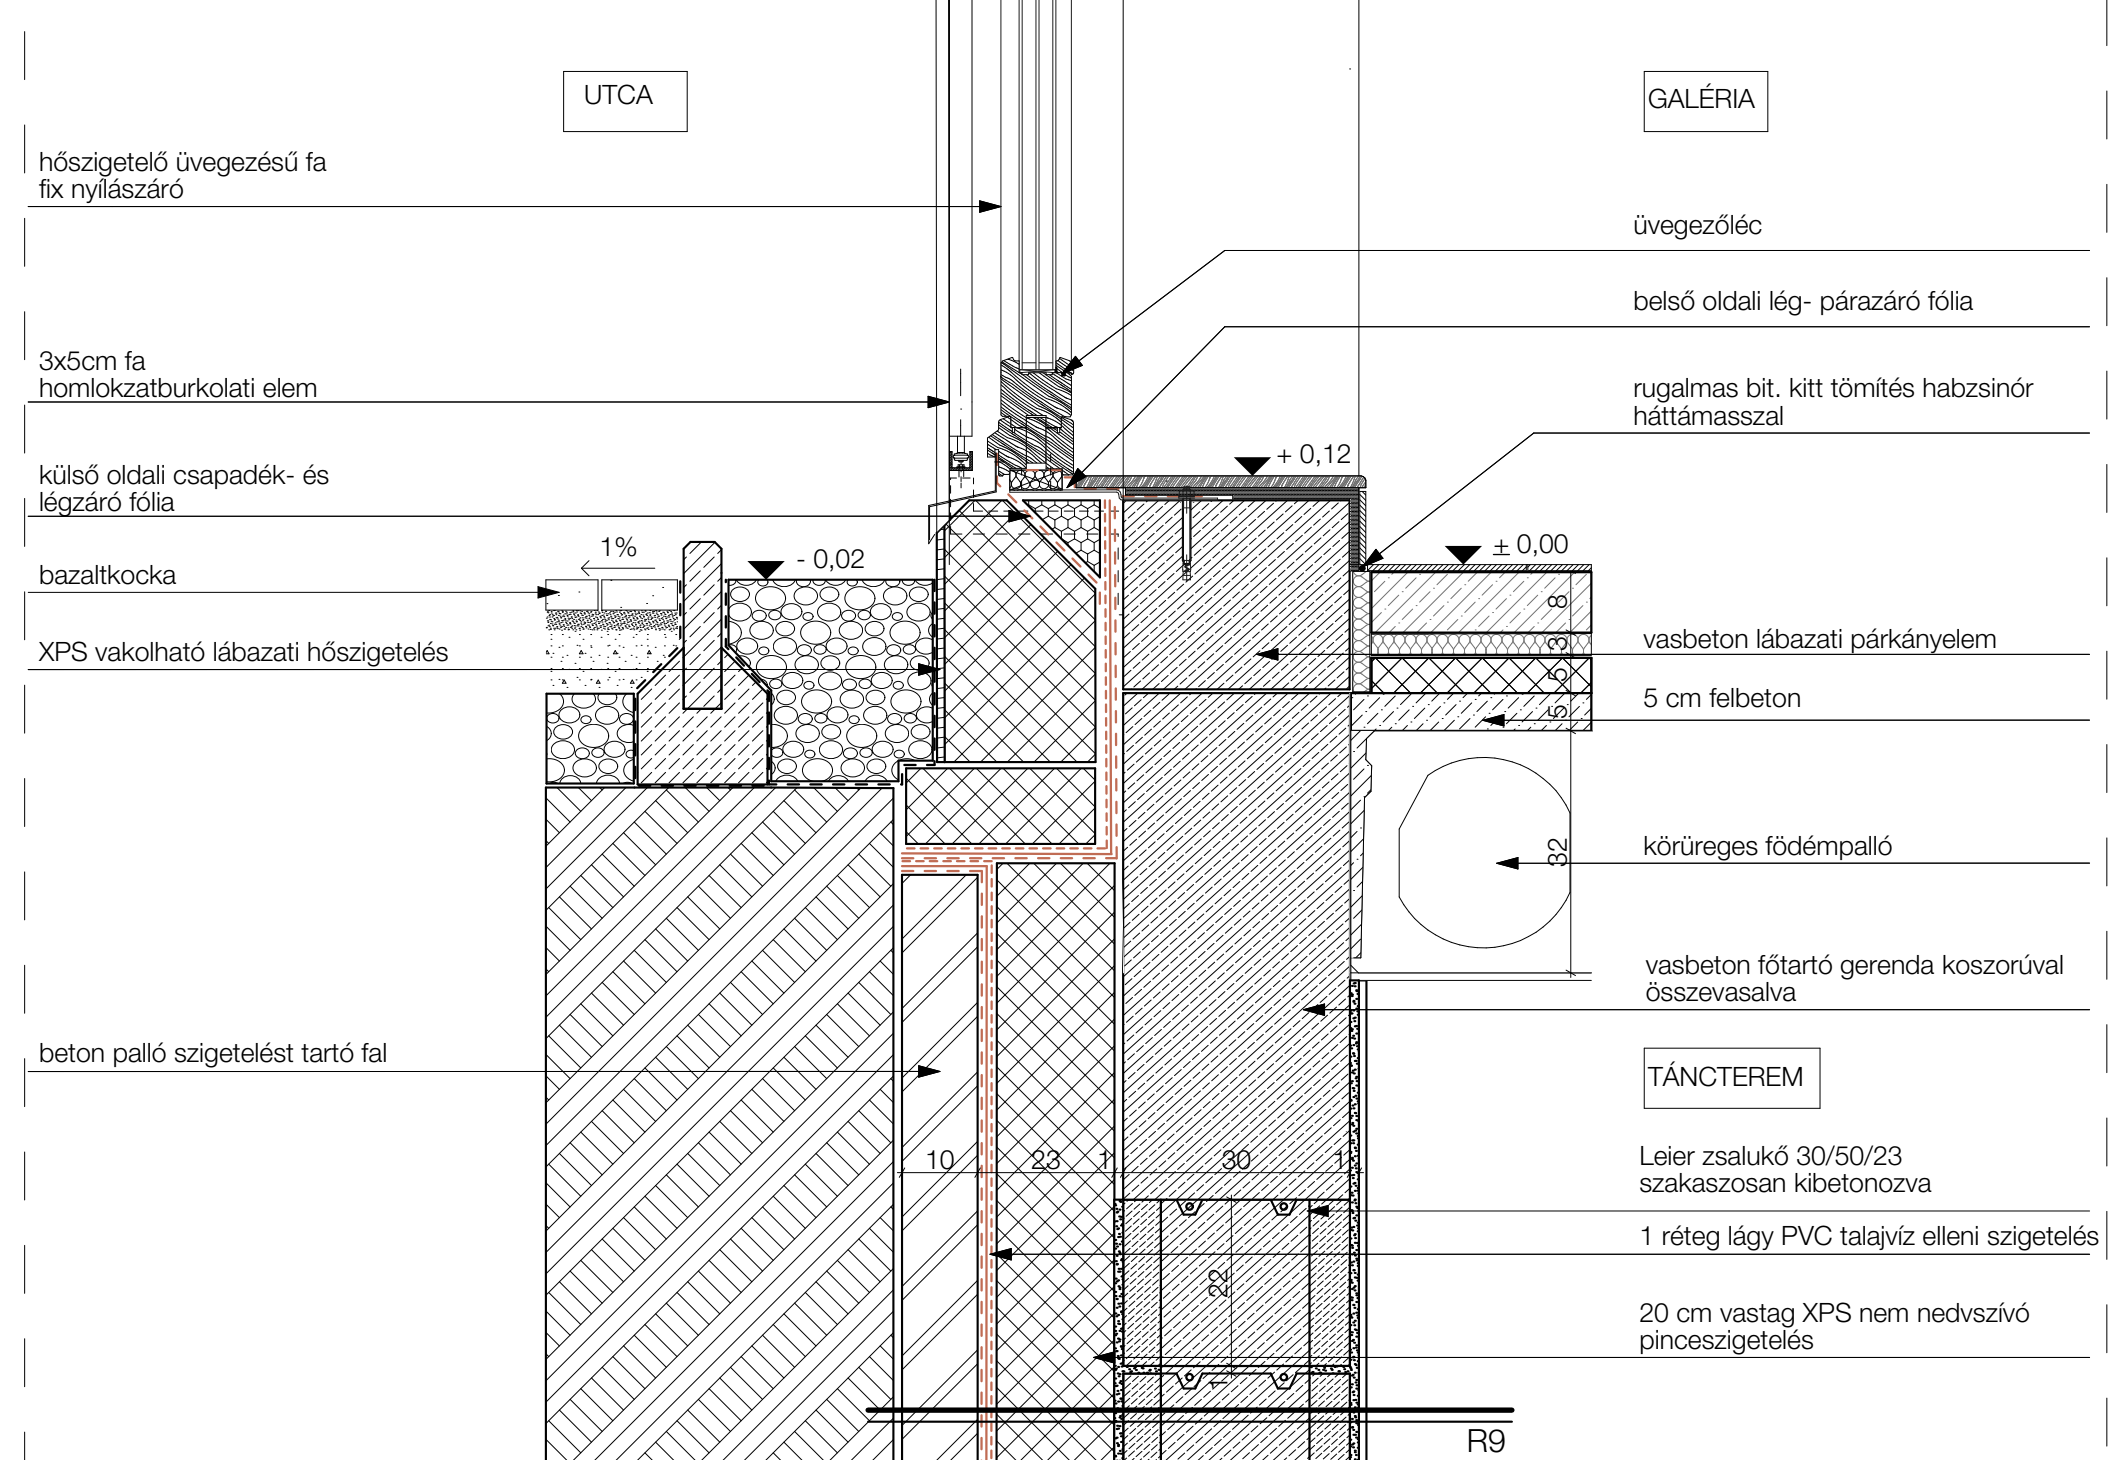 UTCA
GALÉRIA
hőszigetelő üvegezésű fa
fix nyílászáró
üvegezőléc
belső oldali lég- párazáró fólia
3x5cm fa
homlokzatburkolati elem
rugalmas bit. kitt tömítés habzsinór
háttámasszal
+ 0,12
külső oldali csapadék- és
légzáró fólia
1%
- 0,02
± 0,00
bazaltkocka
8
XPS vakolható lábazati hőszigetelés
3
vasbeton lábazati párkányelem
5
5 cm felbeton
5
körüreges födémpalló
32
vasbeton főtartó gerenda koszorúval
összevasalva
beton palló szigetelést tartó fal
TÁNCTEREM
10
23
1
30
1
Leier zsalukő 30/50/23
szakaszosan kibetonozva
1 réteg lágy PVC talajvíz elleni szigetelés
22
20 cm vastag XPS nem nedvszívó
pinceszigetelés
1
R9